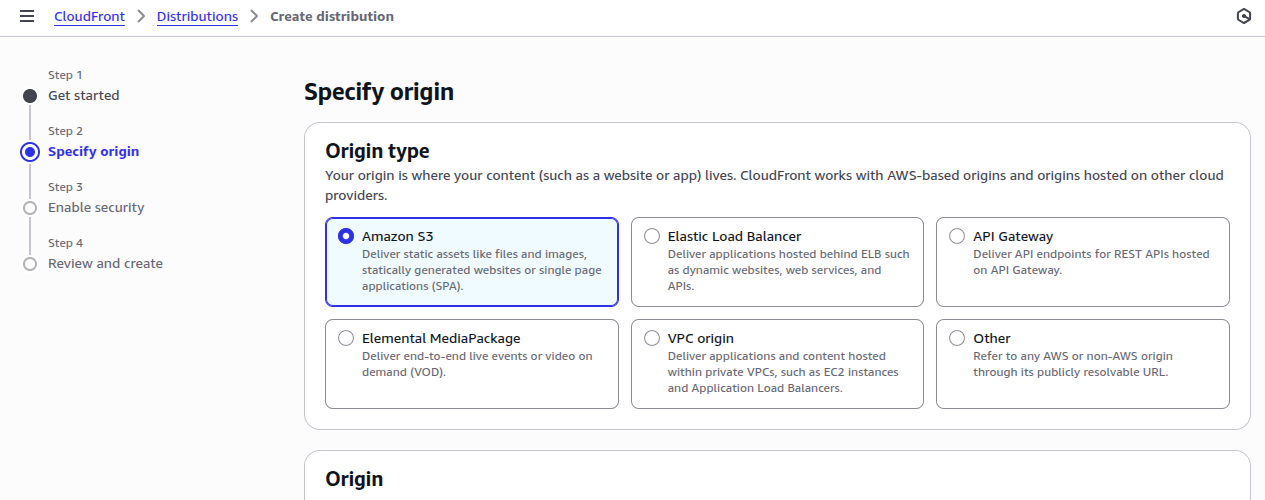 CloudFront > Distributions > Create distribution
Step 1
Get started
Step 2
Specify origin
Step 3
Enable security
Step 4
Review and create
Specify origin
Origin type
Your origin is where your content (such as a website or app) lives. CloudFront works with AWS-based origins and origins hosted on other cloud
providers.
Amazon S3
Deliver static assets like files and images,
statically generated websites or single page
applications (SPA).
Elastic Load Balancer
Deliver applications hosted behind ELB such
as dynamic websites, web services, and
APIs.
API Gateway
Deliver API endpoints for REST APIs hosted
on API Gateway.
Elemental MediaPackage
Deliver end-to-end live events or video on
demand (VOD).
VPC origin
Deliver applications and content hosted
within private VPCs, such as EC2 instances
and Application Load Balancers.
Other
Refer to any AWS or non-AWS origin
through its publicly resolvable URL.
Origin